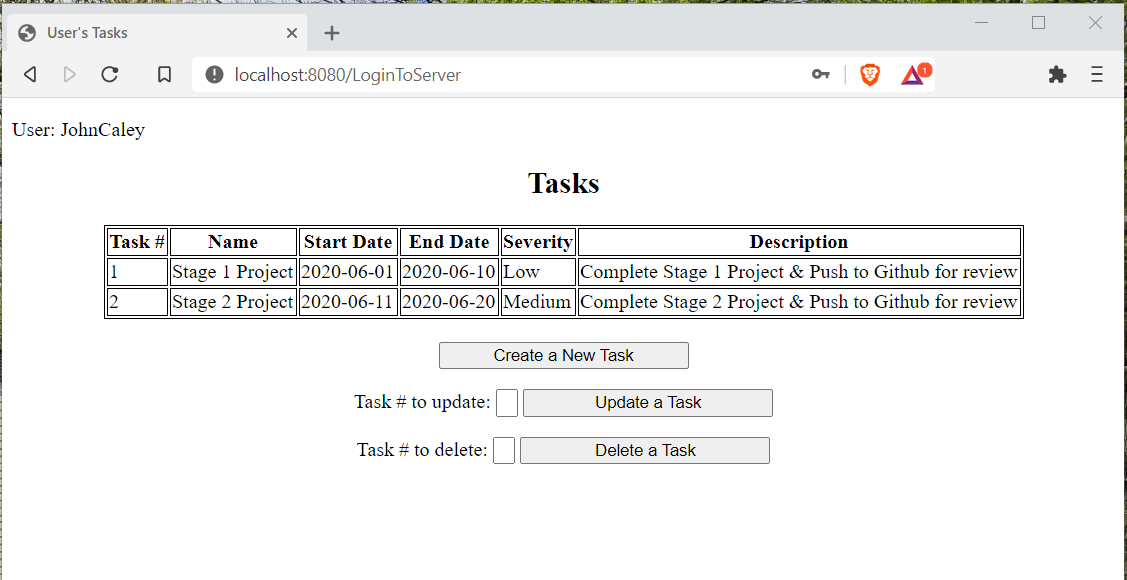 User's Tasks
localhost:8080/LoginToServer
1
User: JohnCaley
Tasks
Task # Name Start Date End Date Severity Description
1 Stage 1 Project 2020-06-01 2020-06-10 Low Complete Stage 1 Project & Push to Github for review
2 Stage 2 Project 2020-06-11 2020-06-20 Medium Complete Stage 2 Project & Push to Github for review
Create a New Task
Task # to update: Update a Task
Task # to delete: Delete a Task